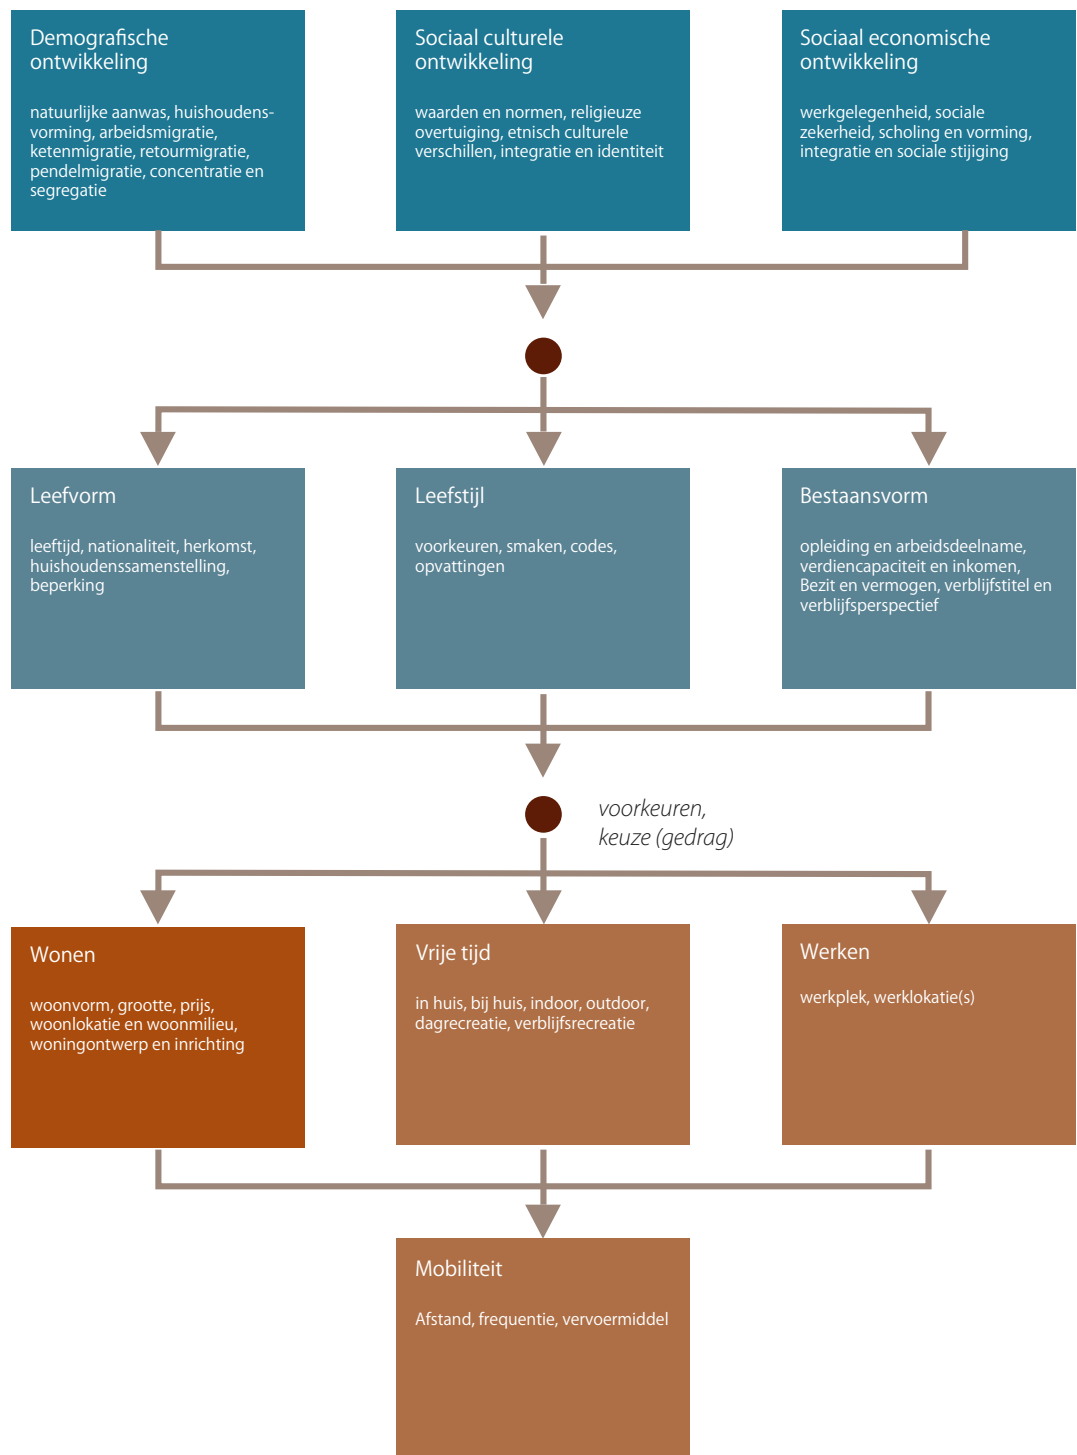 Demografische
ontwikkeling
natuurlijke aanwas, huishoudens-
vorming, arbeidsmigratie,
ketenmigratie, retourmigratie,
pendelmigratie, concentratie en
segregatie
Sociaal culturele
ontwikkeling
waarden en normen, religieuze
overtuiging, etnisch culturele
verschillen, integratie en identiteit
Sociaal economische
ontwikkeling
werkgelegenheid, sociale
zekerheid, scholing en vorming,
integratie en sociale stijiging
Leefvorm
leeftijd, nationaliteit, herkomst,
huishoudenssamenstelling,
beperking
Leefstijl
voorkeuren, smaken, codes,
opvattingen
Bestaansvorm
opleiding en arbeidsdeelname,
verdiencapaciteit en inkomen,
Bezit en vermogen, verblijfstitel en
verblijfsperspectief
voorkeuren,
keuze (gedrag)
Wonen
woonvorm, grootte, prijs,
woonlokatie en woonmilieu,
woningontwerp en inrichting
Vrije tijd
in huis, bij huis, indoor, outdoor,
dagrecreatie, verblijfsrecreatie
Werken
werkplek, werklokatie(s)
Mobiliteit
Afstand, frequentie, vervoermiddel